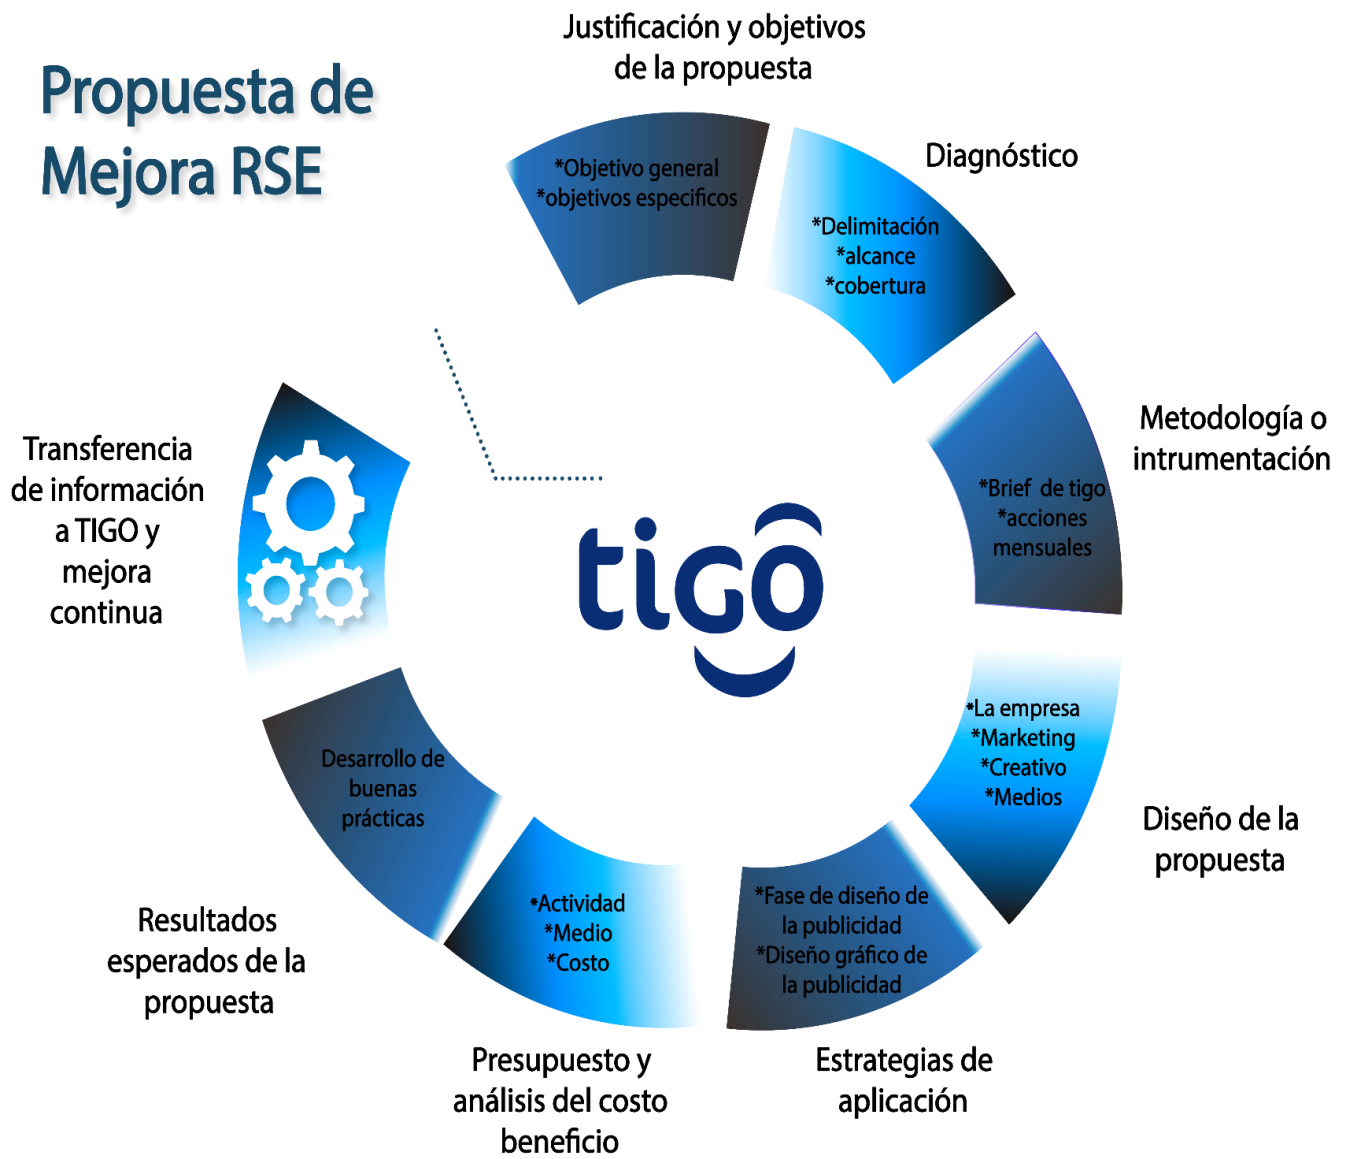 Propuesta de
Mejora RSE
Justificación y objetivos
de la propuesta
*Objetivo general
*objetivos especificos
Diagnóstico
*Delimitación
*alcance
*cobertura
Metodología o
intrumentación
*Brief de tigo
*acciones
mensuales
Diseño de la
propuesta
*La empresa
*Marketing
*Creativo
*Medios
Estrategias de
aplicación
*Fase de diseño de
la publicidad
*Diseño gráfico de
la publicidad
Presupuesto y
análisis del costo
beneficio
*Actividad
*Medio
*Costo
Resultados
esperados de la
propuesta
Desarrollo de
buenas
prácticas
Transferencia
de información
a TIGO y
mejora
continua
tigo